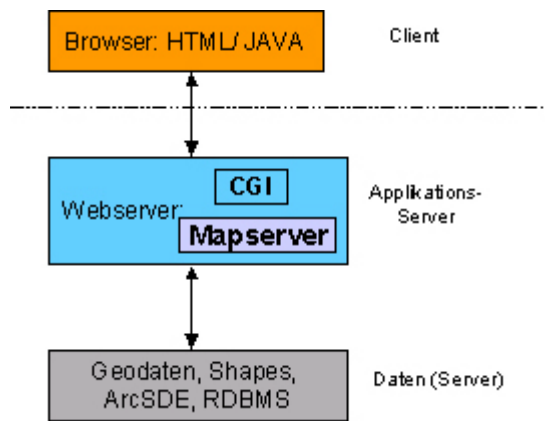 Browser: HTML/ JAVA
Client
CGI
Webserver:
Mapserver
Applikations-
Server
Geodaten, Shapes,
ArcSDE, RDBMS
Daten (Server)